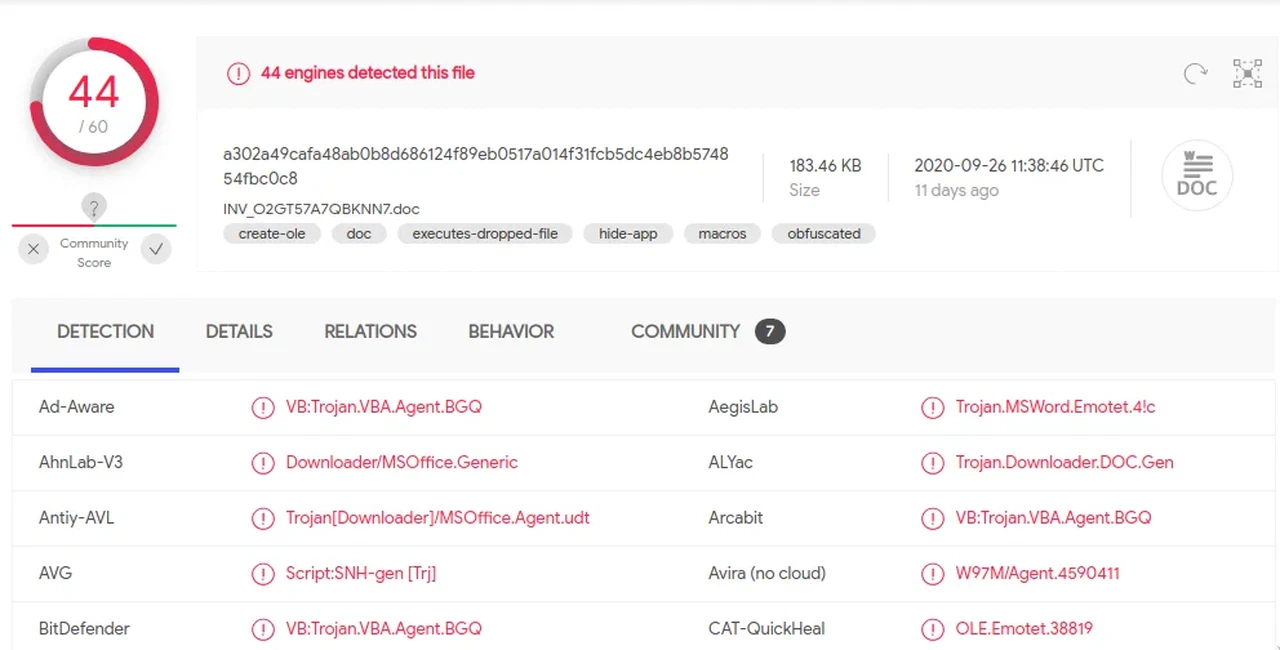 44
/ 60
?
Community
Score
44 engines detected this file
a302a49cafa48ab0b8d686124f89eb0517a014f31fcb5dc4eb8b5748
54fbc0c8
INV_O2GT57A7QBKNN7.doc
create-ole doc executes-dropped-file hide-app macros obfuscated
183.46 KB
Size
2020-09-26 11:38:46 UTC
11 days ago
W
DOC
DETECTION DETAILS RELATIONS BEHAVIOR COMMUNITY 7
Ad-Aware ! VB:Trojan.VBA.Agent.BGQ AegisLab ! Trojan.MSWord.Emotet.4!c
AhnLab-V3 ! Downloader/MSOffice.Generic ALYac ! Trojan.Downloader.DOC.Gen
Antiy-AVL ! Trojan[Downloader]/MSOffice.Agent.udt Arcabit ! VB:Trojan.VBA.Agent.BGQ
AVG ! Script:SNH-gen [Trj] Avira (no cloud) ! W97M/Agent.4590411
BitDefender ! VB:Trojan.VBA.Agent.BGQ CAT-QuickHeal ! OLE.Emotet.38819